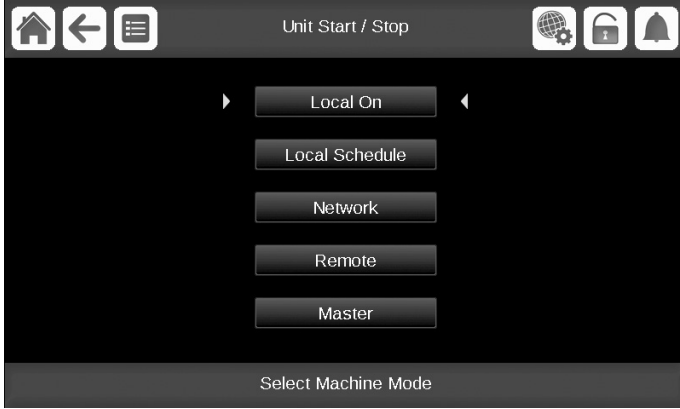 Unit Start / Stop
Local On
Local Schedule
Network
Remote
Master
Select Machine Mode